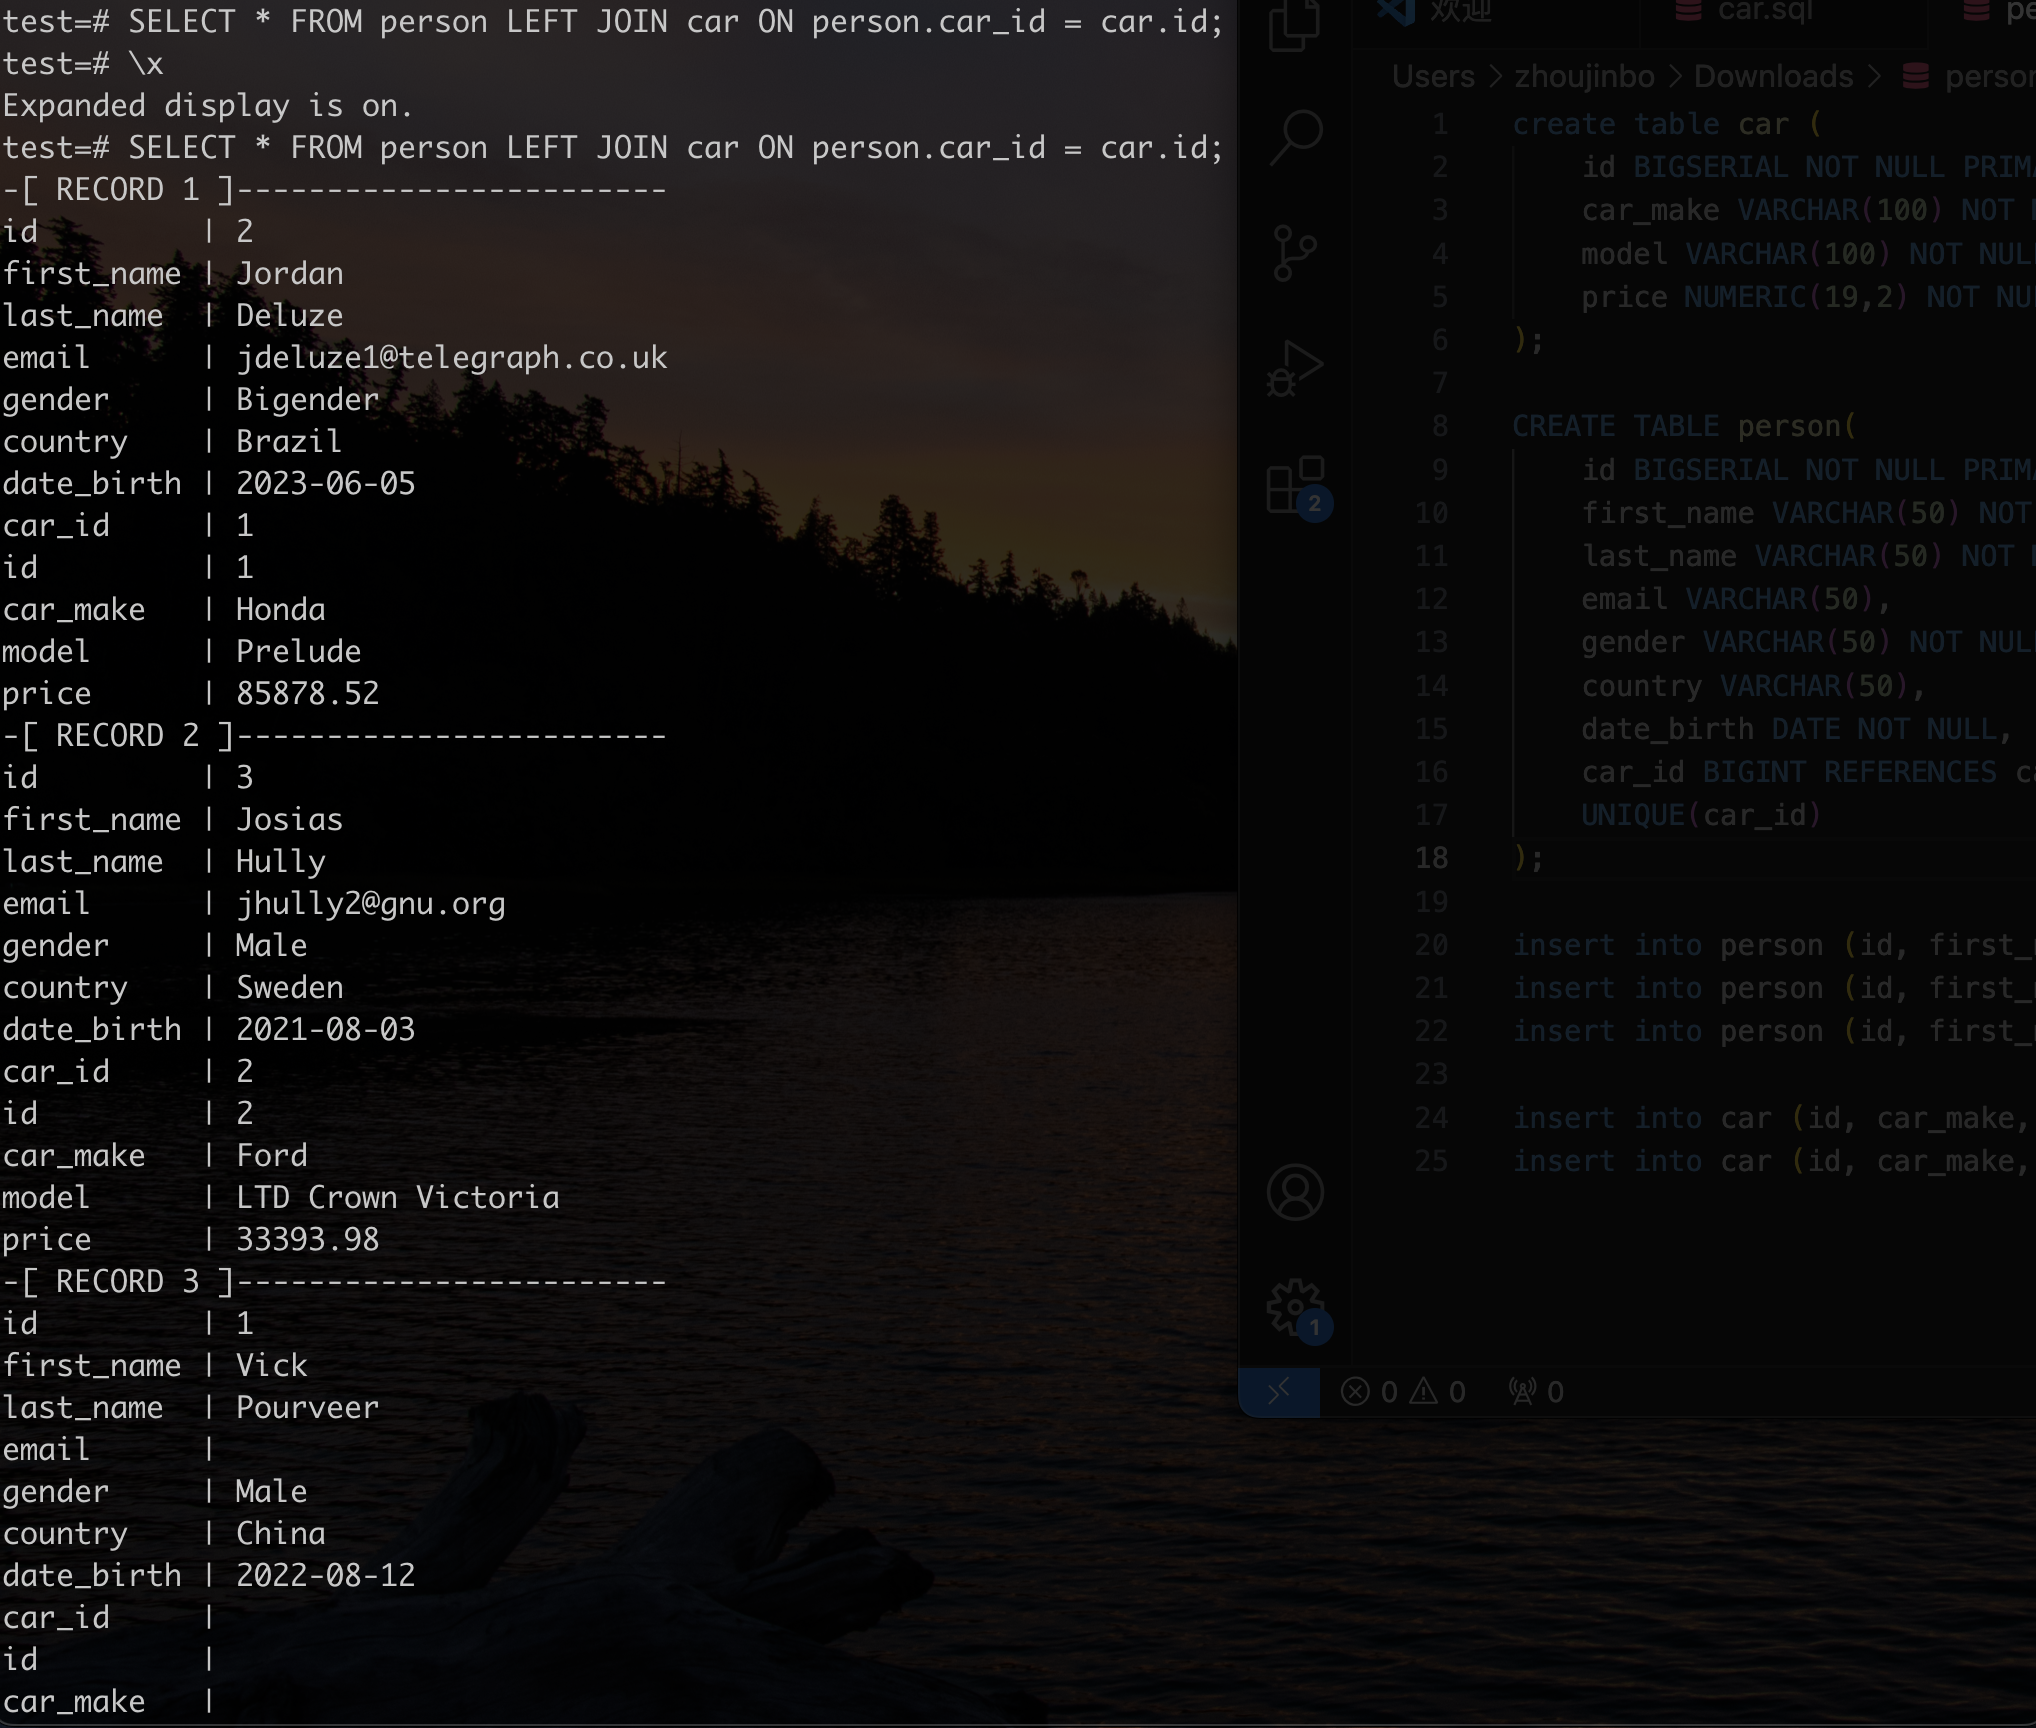 test=# SELECT * FROM person LEFT JOIN car ON person.car_id = car.id;
test=# \x
Expanded display is on.
test=# SELECT * FROM person LEFT JOIN car ON person.car_id = car.id;
-[ RECORD 1 ]------------------------
id         | 2
first_name | Jordan
last_name  | Deluze
email      | jdeluze1@telegraph.co.uk
gender     | Bigender
country    | Brazil
date_birth | 2023-06-05
car_id     | 1
id         | 1
car_make   | Honda
model      | Prelude
price      | 85878.52
-[ RECORD 2 ]------------------------
id         | 3
first_name | Josias
last_name  | Hully
email      | jhully2@gnu.org
gender     | Male
country    | Sweden
date_birth | 2021-08-03
car_id     | 2
id         | 2
car_make   | Ford
model      | LTD Crown Victoria
price      | 33393.98
-[ RECORD 3 ]------------------------
id         | 1
first_name | Vick
last_name  | Pourveer
email      |
gender     | Male
country    | China
date_birth | 2022-08-12
car_id     |
id         |
car_make   |
欢迎 car.sql
Users > zhoujinbo > Downloads > person
1 create table car (
2 id BIGSERIAL NOT NULL
3 car_make VARCHAR(100) NOT
4 model VARCHAR(100) NOT
5 price NUMERIC(19,2) NOT
6 );
7
8 CREATE TABLE person(
9 id BIGSERIAL NOT NULL
10 first_name VARCHAR(50) NOT
11 last_name VARCHAR(50) NOT
12 email VARCHAR(50),
13 gender VARCHAR(50) NOT
14 country VARCHAR(50),
15 date_birth DATE NOT NULL,
16 car_id BIGINT REFERENCES
17 UNIQUE(car_id)
18 );
19
20 insert into person (id, first_
21 insert into person (id, first_
22 insert into person (id, first_
23
24 insert into car (id, car_make,
25 insert into car (id, car_make,
2
1
0 0 0